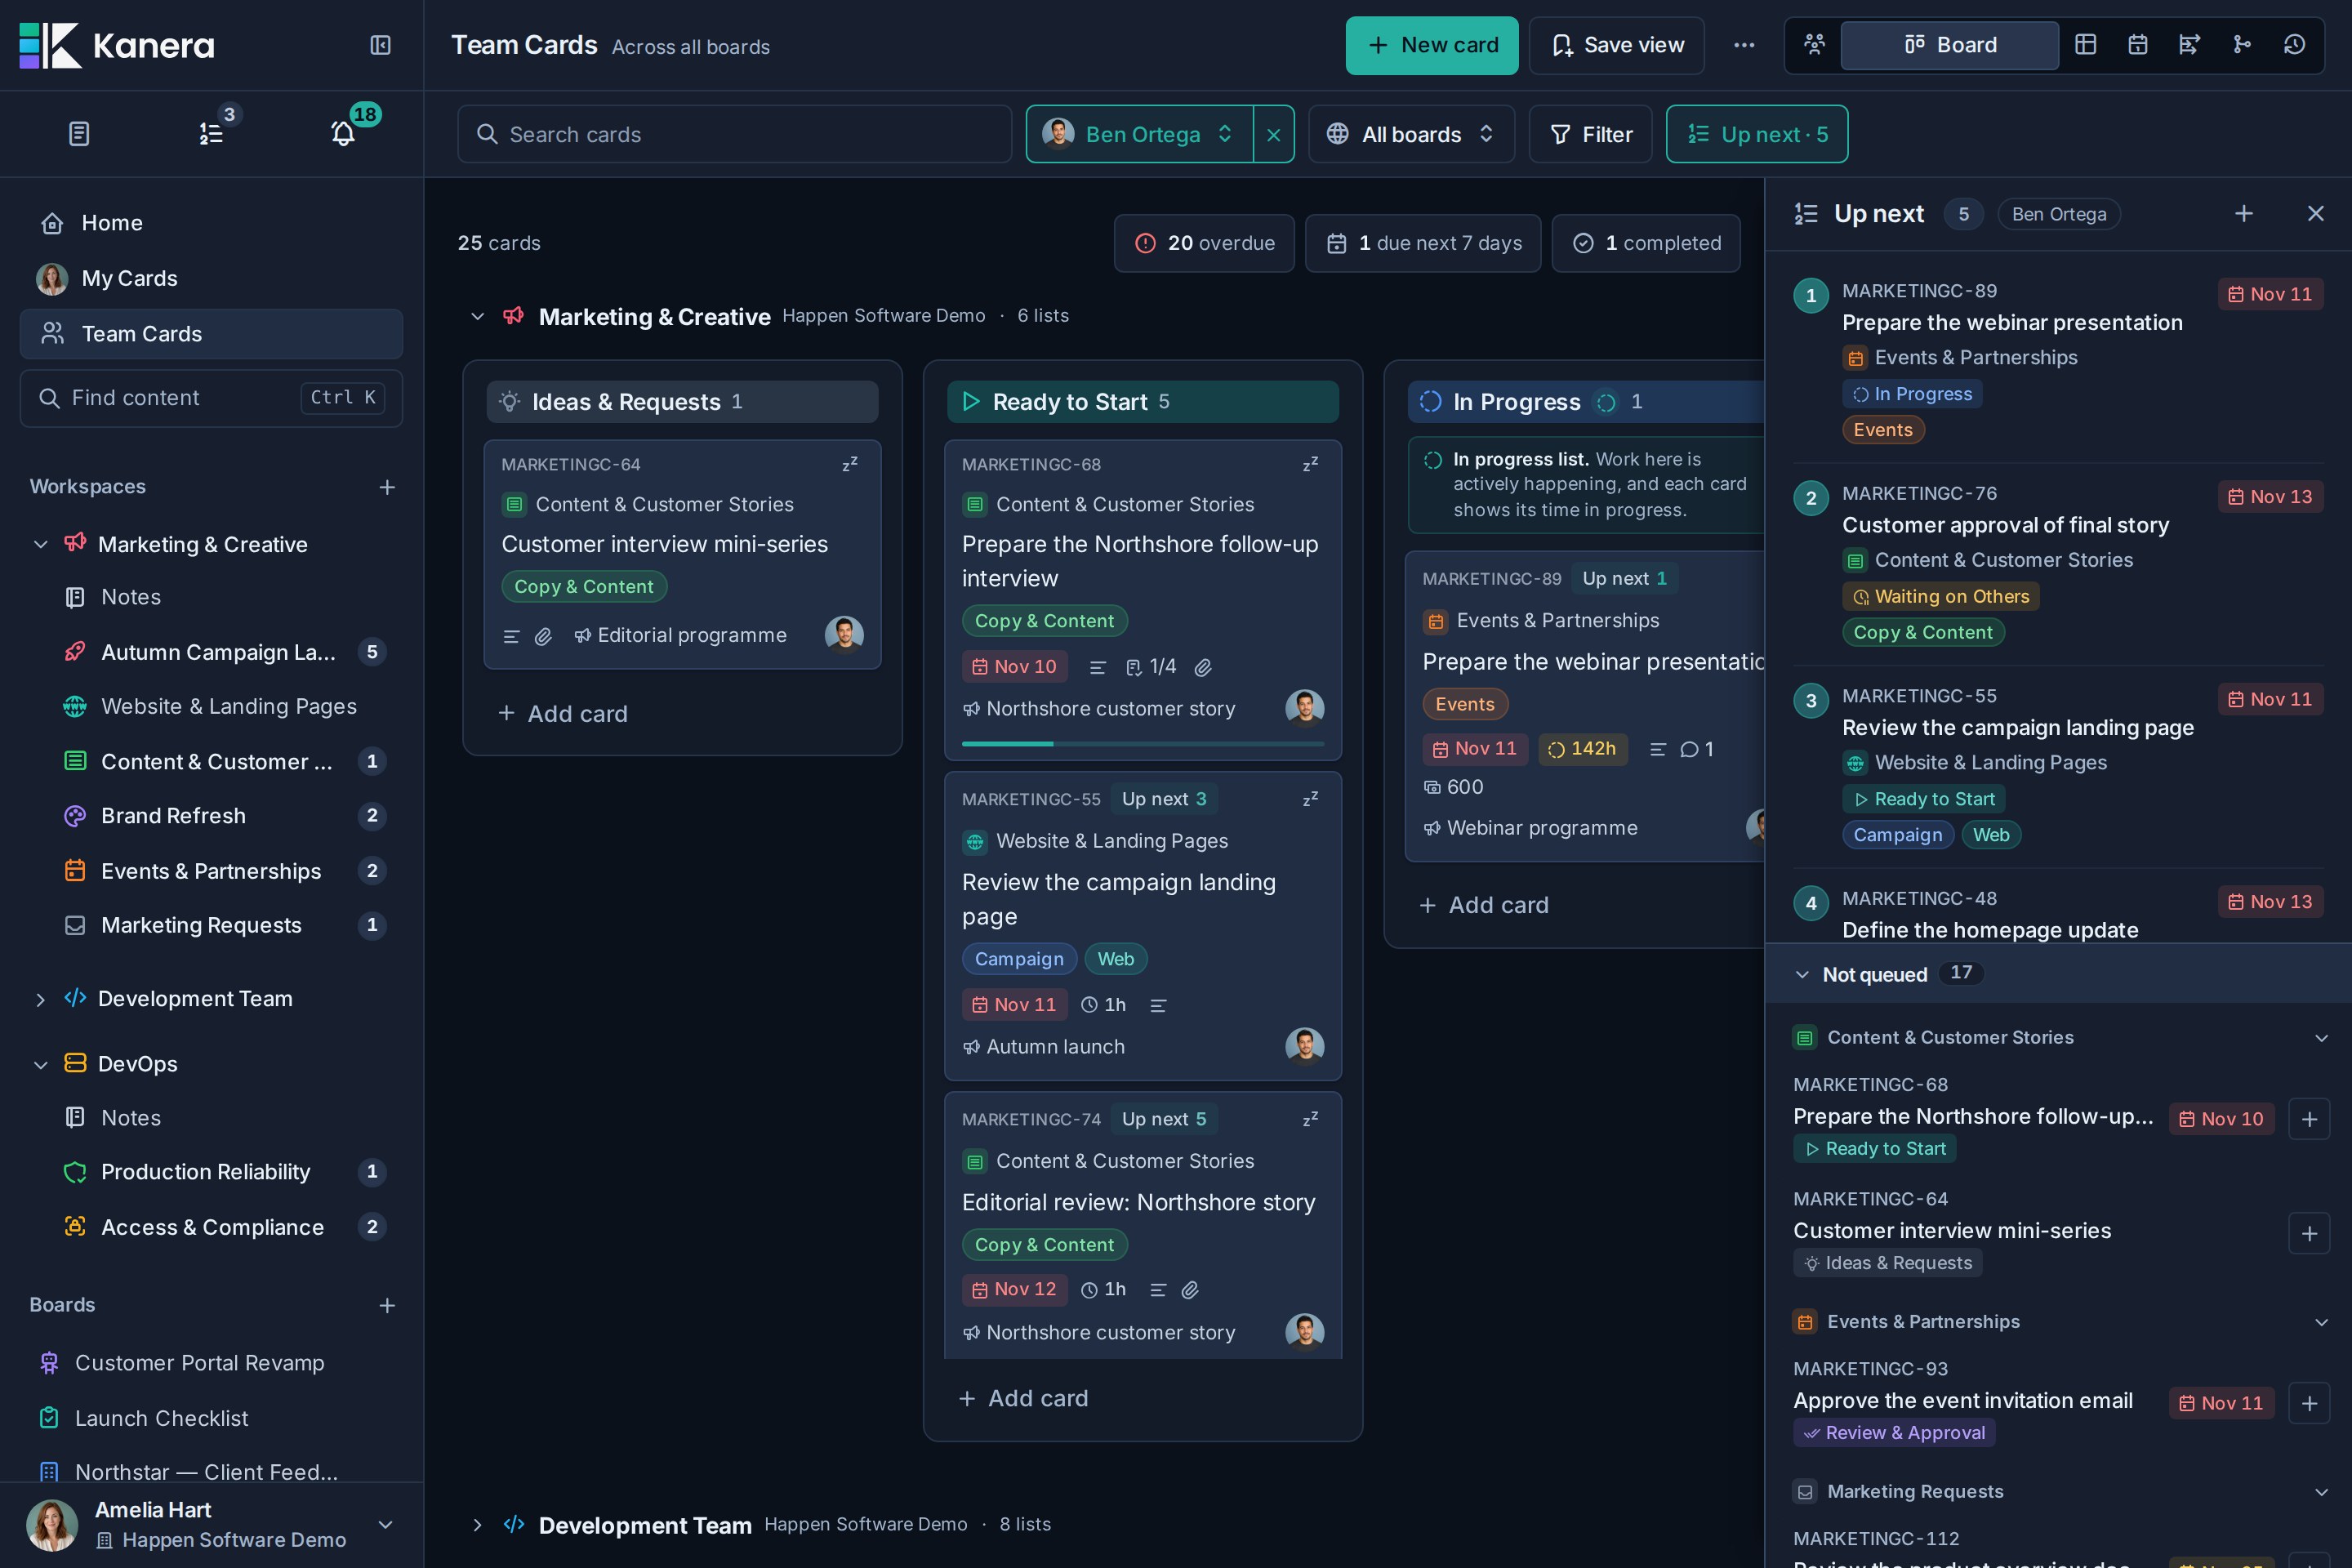 Kanera
Team Cards
Across all boards
New card
Save view
Board
3
18
Search cards
Ben Ortega
All boards
Filter
Up next · 5
Home
My Cards
Team Cards
Find content
Ctrl K
Workspaces
Marketing & Creative
Notes
Autumn Campaign La...
5
Website & Landing Pages
Content & Customer ...
1
Brand Refresh
2
Events & Partnerships
2
Marketing Requests
1
Development Team
DevOps
Notes
Production Reliability
1
Access & Compliance
2
Boards
Customer Portal Revamp
Launch Checklist
Northstar — Client Feed...
Amelia Hart
Happen Software Demo
25 cards
20 overdue
1 due next 7 days
1 completed
Marketing & Creative
Happen Software Demo · 6 lists
Ideas & Requests 1
MARKETINGC-64
Content & Customer Stories
Customer interview mini-series
Copy & Content
Editorial programme
Add card
Ready to Start 5
MARKETINGC-68
Content & Customer Stories
Prepare the Northshore follow-up
interview
Copy & Content
Nov 10
1/4
Northshore customer story
MARKETINGC-55
Up next 3
Website & Landing Pages
Review the campaign landing
page
Campaign
Web
Nov 11
1h
Autumn launch
MARKETINGC-74
Up next 5
Content & Customer Stories
Editorial review: Northshore story
Copy & Content
Nov 12
1h
Northshore customer story
Add card
In Progress 1
In progress list. Work here is
actively happening, and each card
shows its time in progress.
MARKETINGC-89
Up next 1
Events & Partnerships
Prepare the webinar presentatio
Events
Nov 11
142h
1
600
Webinar programme
Add card
Development Team
Happen Software Demo · 8 lists
Up next
5
Ben Ortega
1
MARKETINGC-89
Nov 11
Prepare the webinar presentation
Events & Partnerships
In Progress
Events
2
MARKETINGC-76
Nov 13
Customer approval of final story
Content & Customer Stories
Waiting on Others
Copy & Content
3
MARKETINGC-55
Nov 11
Review the campaign landing page
Website & Landing Pages
Ready to Start
Campaign
Web
4
MARKETINGC-48
Nov 13
Define the homepage update
Not queued 17
Content & Customer Stories
MARKETINGC-68
Prepare the Northshore follow-up...
Nov 10
Ready to Start
MARKETINGC-64
Customer interview mini-series
Ideas & Requests
Events & Partnerships
MARKETINGC-93
Approve the event invitation email
Nov 11
Review & Approval
Marketing Requests
MARKETINGC-112